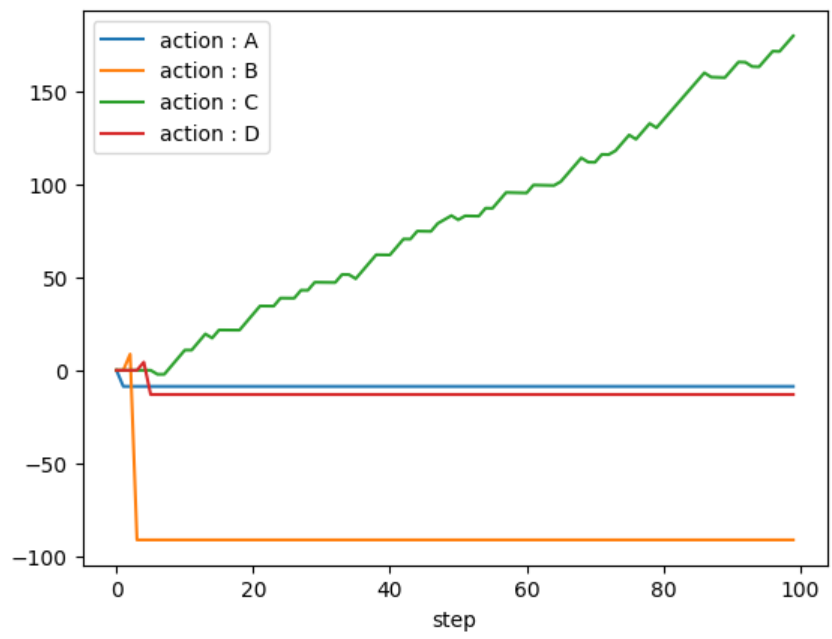 action : A
action : B
action : C
action : D
150
100
50
0
−50
−100
0 20 40 60 80 100
step